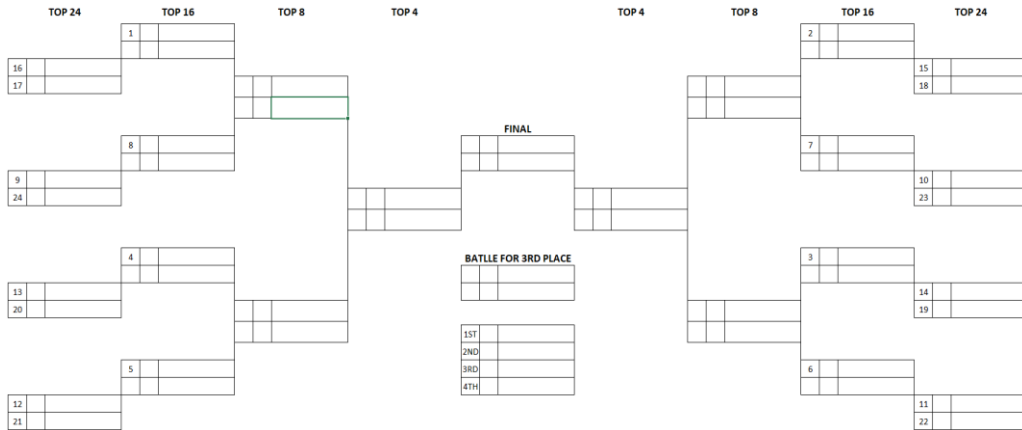 TOP 24 TOP 16 TOP 8 TOP 4 TOP 4 TOP 8 TOP 16 TOP 24
1 2
16 15
17 18
FINAL
8 7
9 10
24 23
4 BATLLE FOR 3RD PLACE 3
13 14
20 19
1ST
2ND
5 3RD 6
4TH
12 11
21 22